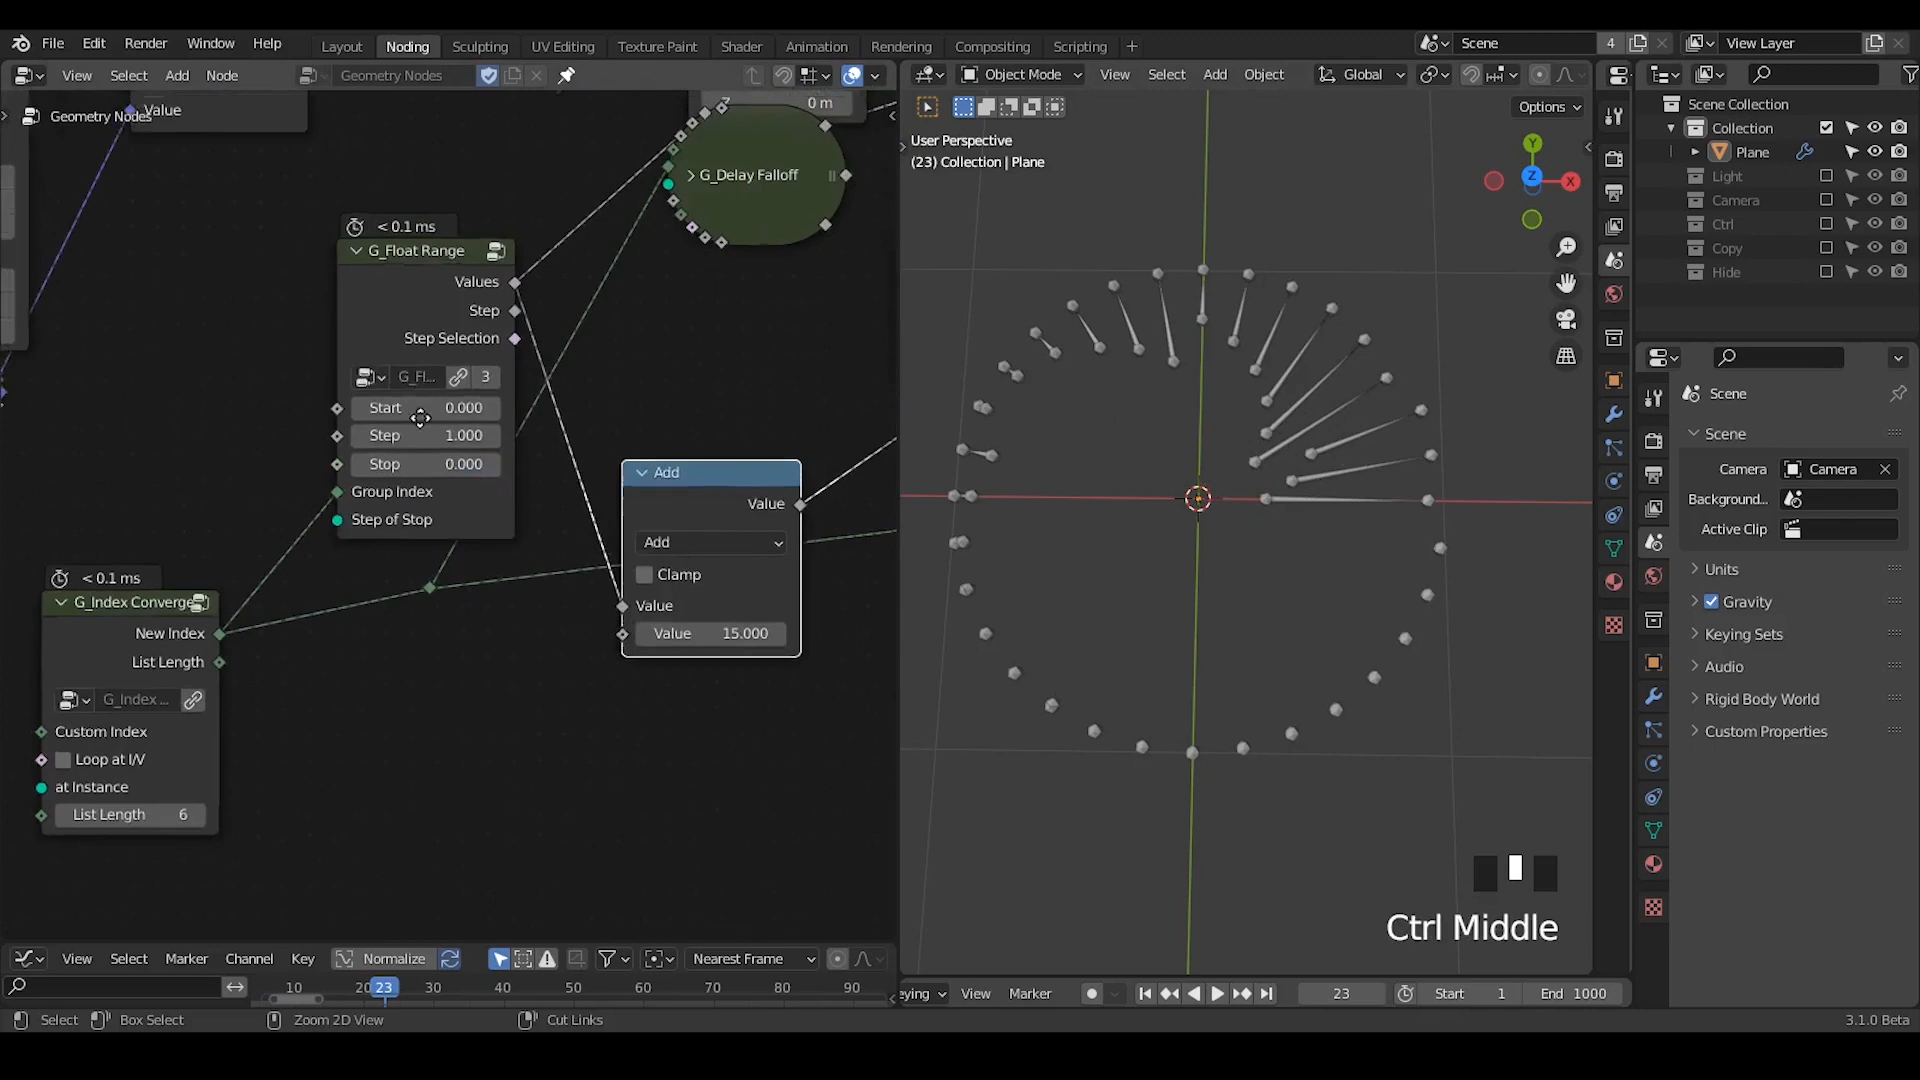 File Edit Render Window Help
Layout Noding Sculpting UV Editing Texture Paint Shader Animation Rendering Compositing Scripting +
Scene 4 View Layer
View Select Add Node Geometry Nodes
Object Mode View Select Add Object Global
Options
Value
Geometry Nodes
Z 0 m
G_Delay Falloff
< 0.1 ms
G_Float Range
Values
Step
Step Selection
G_Fl... 3
Start 0.000
Step 1.000
Stop 0.000
Group Index
Step of Stop
Add
Value
Add
Clamp
Value
Value 15.000
< 0.1 ms
G_Index Converge
New Index
List Length
G_Index ...
Custom Index
Loop at I/V
at Instance
List Length 6
User Perspective
(23) Collection | Plane
Y
Z
X
Ctrl Middle
Scene Collection
Collection
Plane
Light
Camera
Ctrl
Copy
Hide
Scene
Scene
Camera Camera
Background...
Active Clip
Units
Gravity
Keying Sets
Audio
Rigid Body World
Custom Properties
View Select Marker Channel Key Normalize Nearest Frame
10 20 23 30 40 50 60 70 80 90
eying View Marker 23 Start 1 End 1000
Select Box Select Zoom 2D View Cut Links 3.1.0 Beta